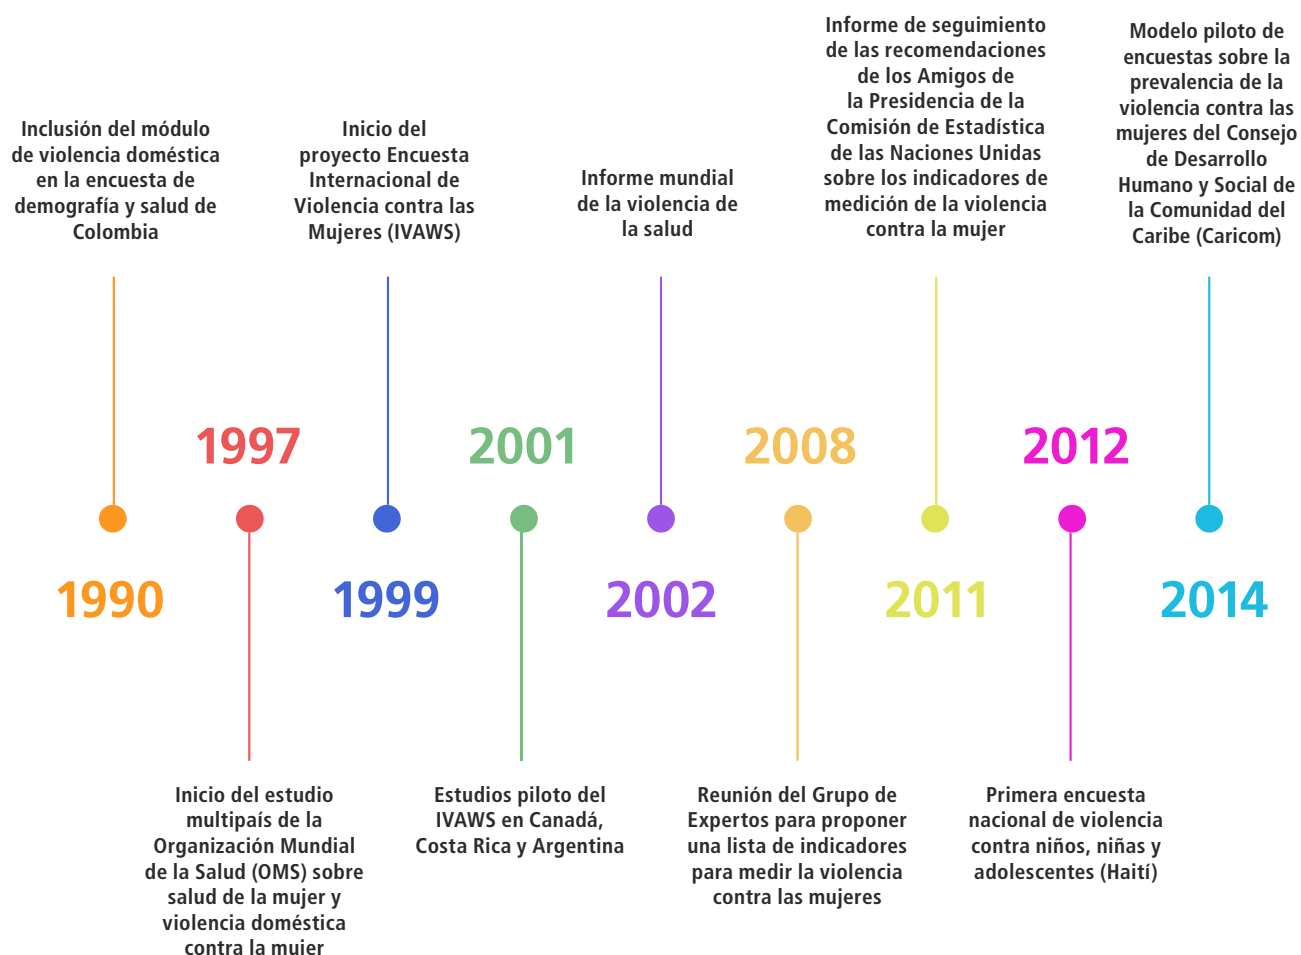 Inclusión del módulo
de violencia doméstica
en la encuesta de
demografía y salud de
Colombia
1990
1997
Inicio del estudio
multipaís de la
Organización Mundial
de la Salud (OMS) sobre
salud de la mujer y
violencia doméstica
contra la mujer
Inicio del
proyecto Encuesta
Internacional de
Violencia contra las
Mujeres (IVAWS)
1999
2001
Estudios piloto del
IVAWS en Canadá,
Costa Rica y Argentina
Informe mundial
de la violencia de
la salud
2002
2008
Reunión del Grupo de
Expertos para proponer
una lista de indicadores
para medir la violencia
contra las mujeres
Informe de seguimiento
de las recomendaciones
de los Amigos de
la Presidencia de la
Comisión de Estadística
de las Naciones Unidas
sobre los indicadores de
medición de la violencia
contra la mujer
2011
2012
Primera encuesta
nacional de violencia
contra niños, niñas y
adolescentes (Haití)
Modelo piloto de
encuestas sobre la
prevalencia de la
violencia contra las
mujeres del Consejo
de Desarrollo
Humano y Social de
la Comunidad del
Caribe (Caricom)
2014